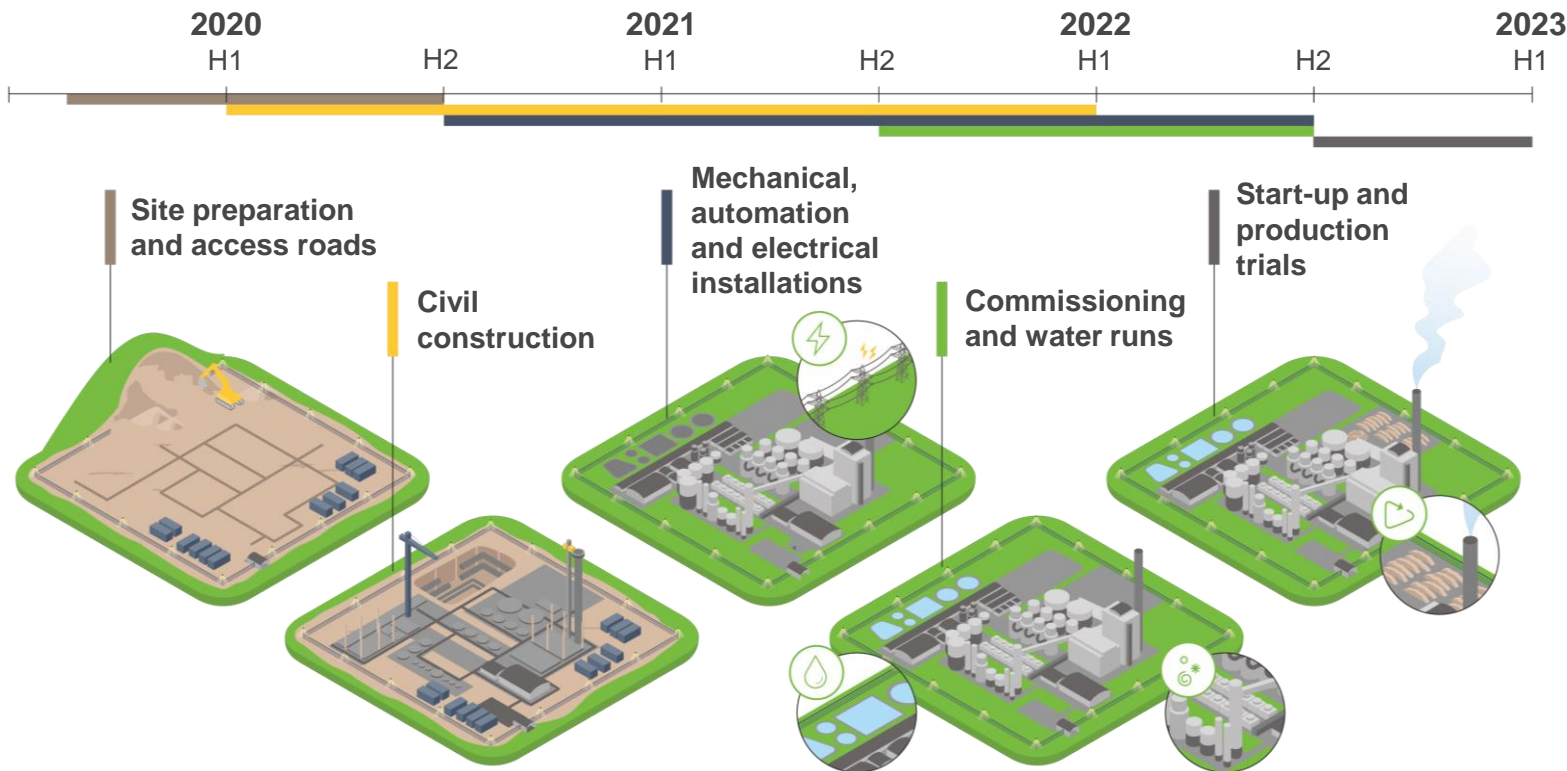 2020
2021
2022
2023
H1
H2
H1
H2
H1
H2
H1
Site preparation
and access roads
Civil
construction
Mechanical,
automation
and electrical
installations
Commissioning
and water runs
Start-up and
production
trials